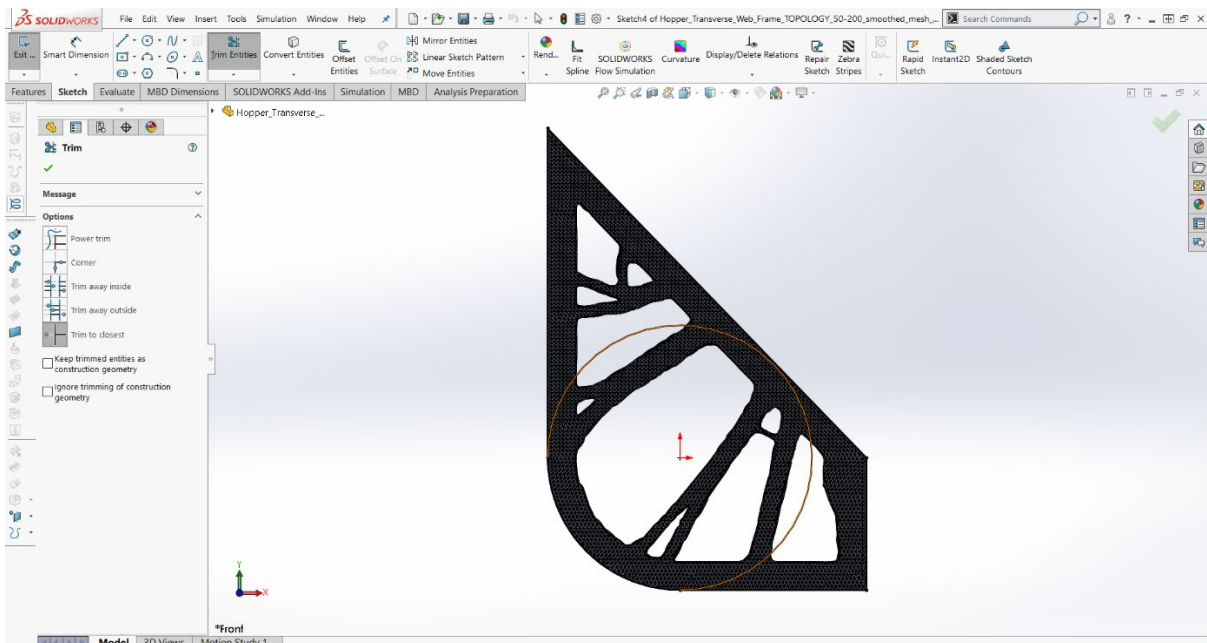 SOLIDWORKS File Edit View Insert Tools Simulation Window Help Sketch4 of Hopper_Transverse_Web_Frame_TOPOLOGY_50-200_smoothed_mesh_... Search Commands
Exit ... Smart Dimension Trim Entities Convert Entities Offset Entities Offset On Surface Mirror Entities Linear Sketch Pattern Move Entities Rend... Fit Spline SOLIDWORKS Flow Simulation Curvature Display/Delete Relations Repair Sketch Zebra Stripes Qui... Rapid Sketch Instant2D Shaded Sketch Contours
Features Sketch Evaluate MBD Dimensions SOLIDWORKS Add-Ins Simulation MBD Analysis Preparation
Hopper_Transverse_...
Trim
Message
Options
Power trim
Corner
Trim away inside
Trim away outside
Trim to closest
Keep trimmed entities as
construction geometry
Ignore trimming of construction
geometry
Y
X
*Front
Model 3D Views Motion Study 1